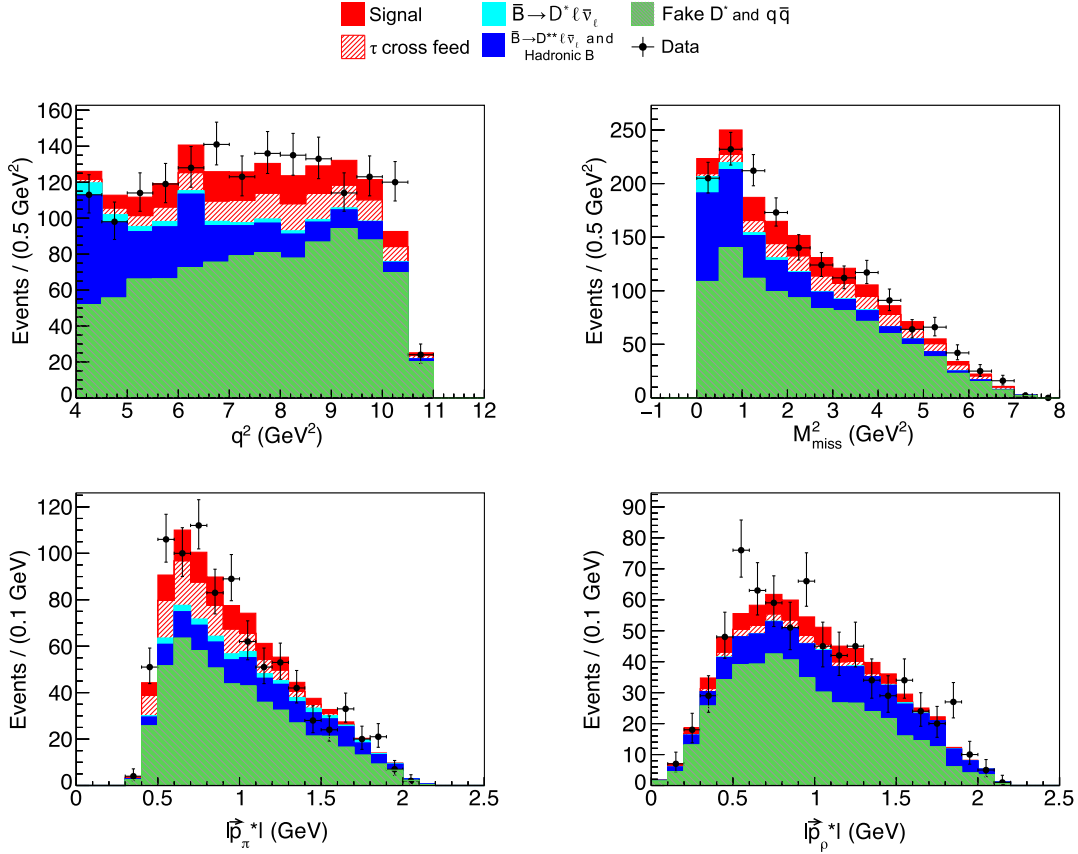 Signal
B̄→D* ℓ ν̄ℓ
Fake D* and q q̄
τ cross feed
B̄→D** ℓ ν̄ℓ and
Hadronic B
Data
Events / (0.5 GeV²)
160
140
120
100
80
60
40
20
0
4 5 6 7 8 9 10 11 12
q² (GeV²)
Events / (0.5 GeV²)
250
200
150
100
50
0
−1 0 1 2 3 4 5 6 7 8
M²miss (GeV²)
Events / (0.1 GeV)
120
100
80
60
40
20
0
0 0.5 1 1.5 2 2.5
|p⃗π*| (GeV)
Events / (0.1 GeV)
90
80
70
60
50
40
30
20
10
0
0 0.5 1 1.5 2 2.5
|p⃗ρ*| (GeV)